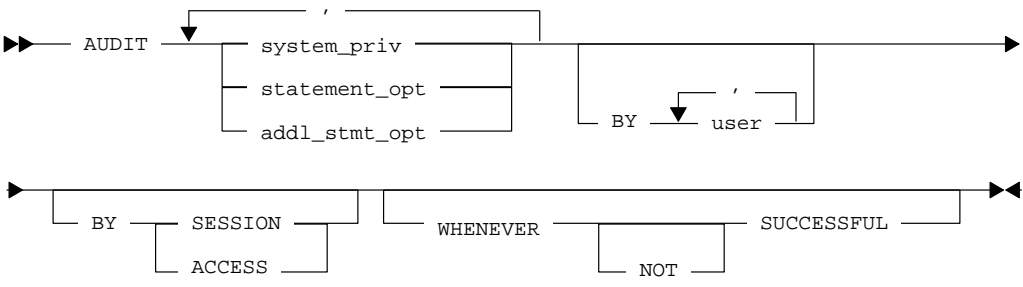 ,
AUDIT system_priv
statement_opt
,
BY user
addl_stmt_opt
BY SESSION WHENEVER SUCCESSFUL
ACCESS NOT